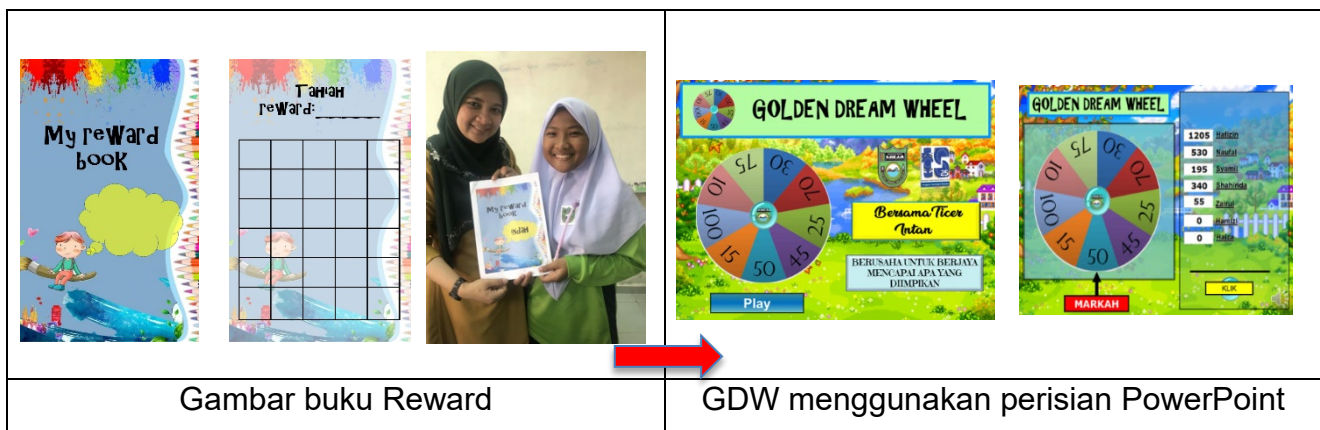 My reward
book
Tahiah
reward:
My reward
book
INDAH
GOLDEN DREAM WHEEL
75
30
10
70
100
25
15
45
50
Bersama Ticer
Intan
BERUSAHA UNTUK BERJAYA
MENCAPAI APA YANG
DIIMPIKAN
Play
GOLDEN DREAM WHEEL
75
30
10
70
100
25
15
45
50
MARKAH
1205 Hatizin
530 Naufal
195 Syamil
340 Shahinda
55 Zairul
0 Hamizi
0 Haiza
KLIK
Gambar buku Reward
GDW menggunakan perisian PowerPoint